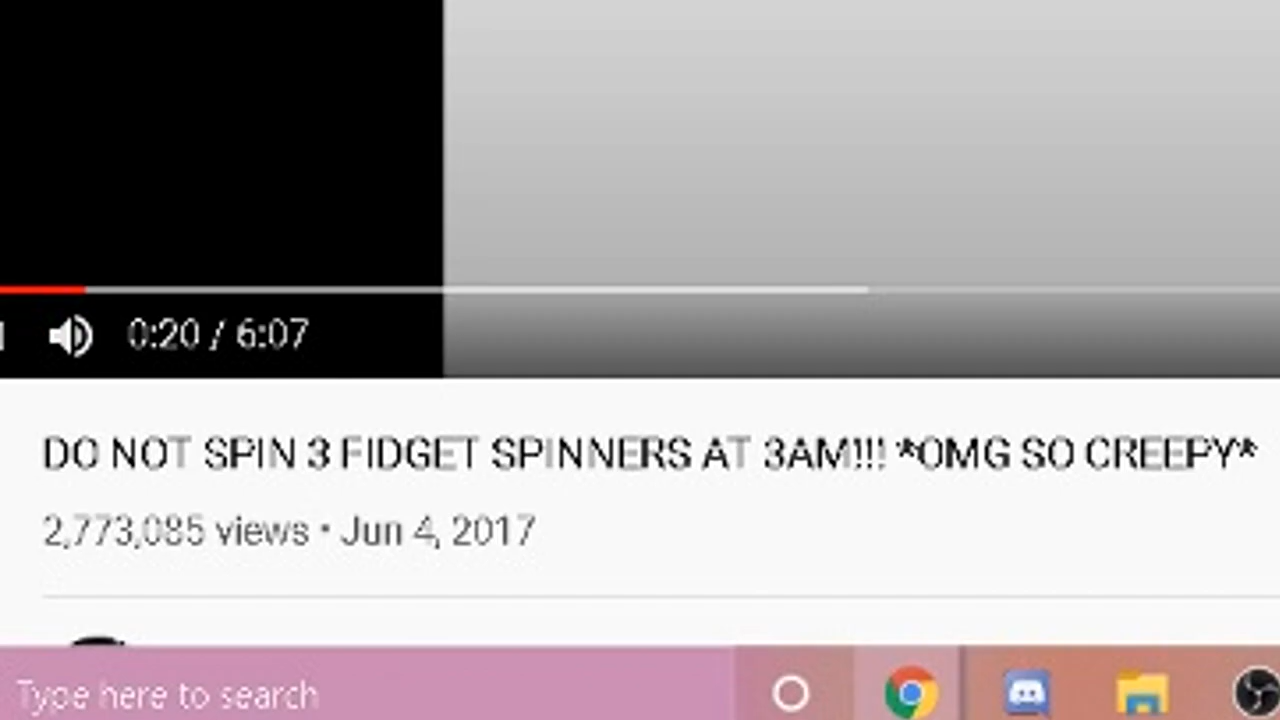 0:20 / 6:07
DO NOT SPIN 3 FIDGET SPINNERS AT 3AM!!! *OMG SO CREEPY*
2,773,085 views • Jun 4, 2017
Type here to search